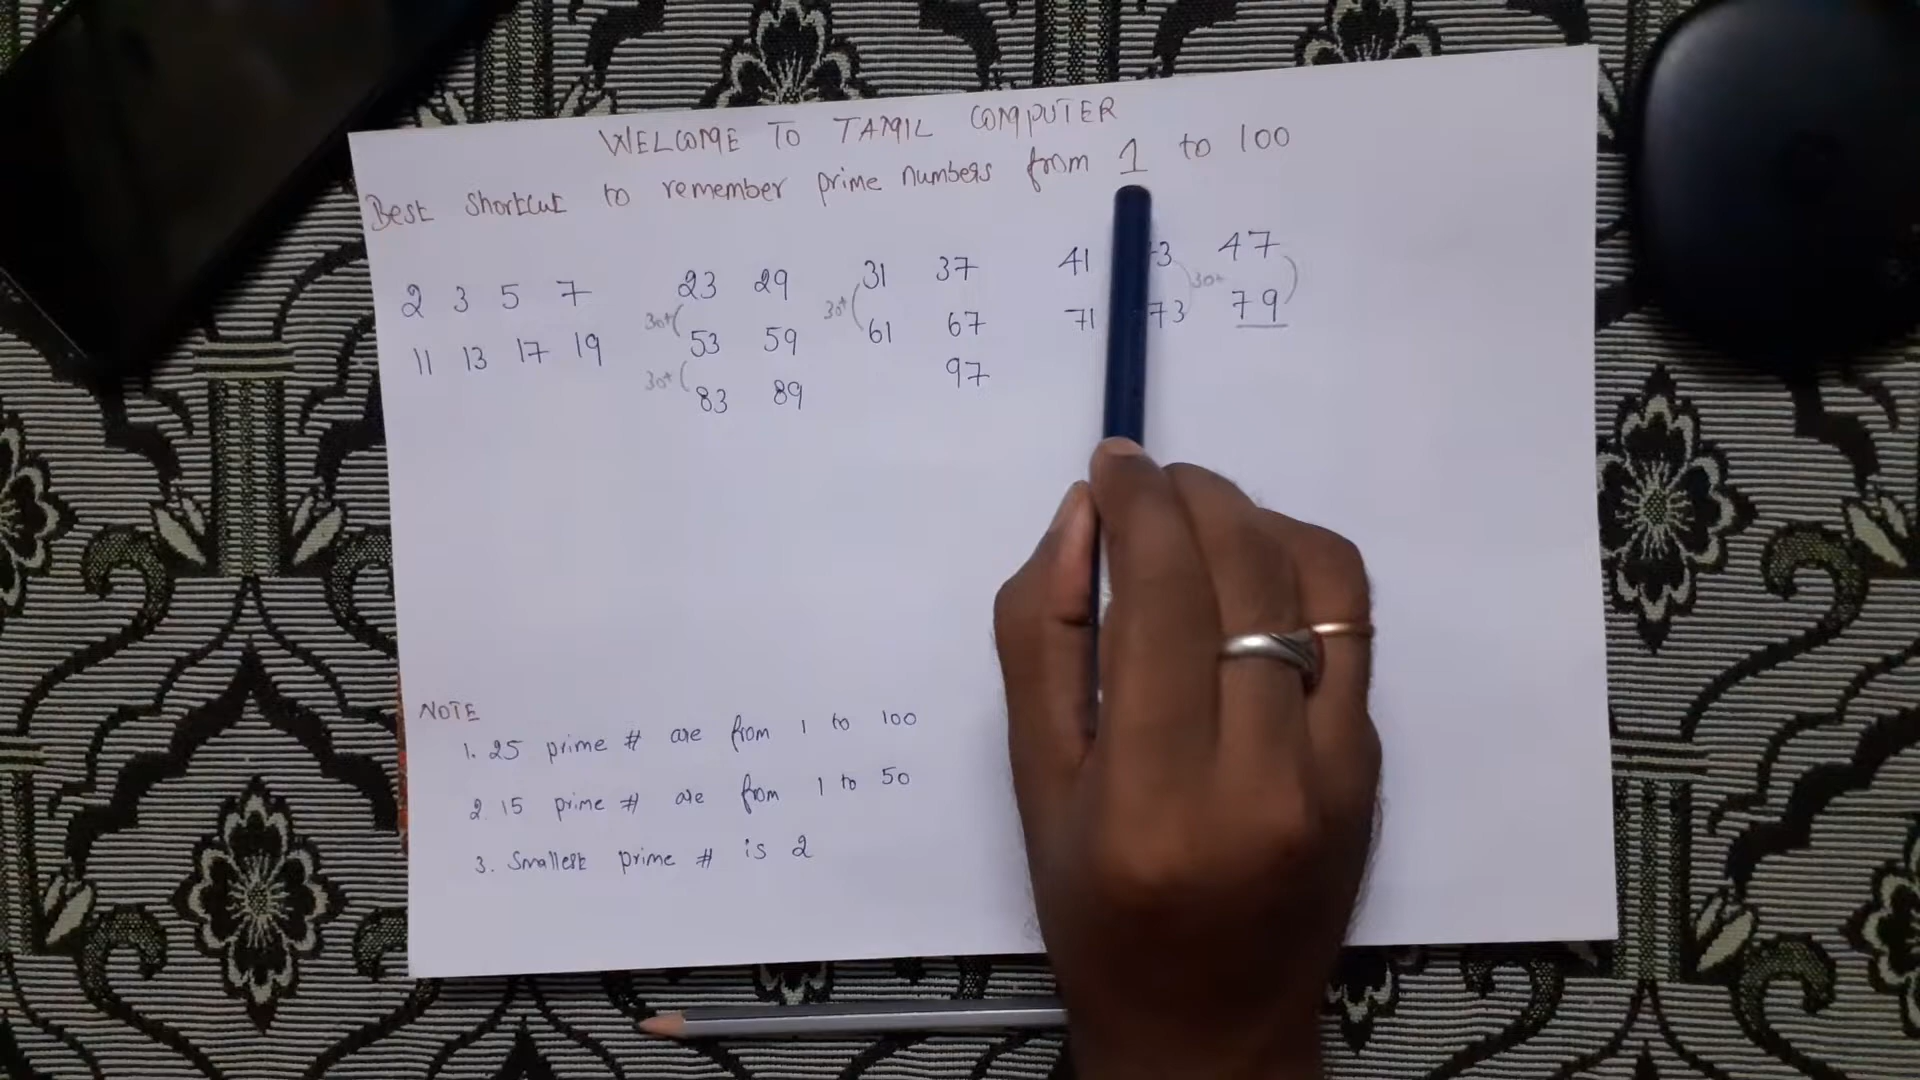 WELCOME TO TAMIL COMPUTER
Best shortcut to remember prime numbers from 1 to 100
2 3 5 7 23 29 31 37 41 47
30+ 30+ 30+
11 13 17 19 53 59 61 67 71 73 79
30+
83 89 97
NOTE
1. 25 prime # are from 1 to 100
2. 15 prime # are from 1 to 50
3. Smallest prime # is 2